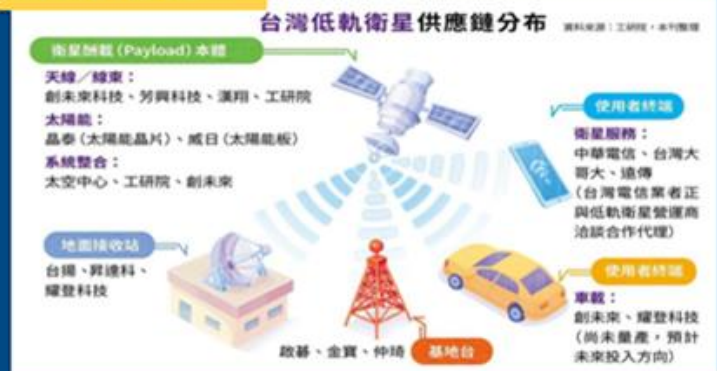 台灣低軌衛星供應鏈分布
資料來源：工研院，本刊整理
衛星酬載（Payload）本體
天線／線束：
創未來科技、芳興科技、漢翔、工研院
太陽能：
晶泰（太陽能晶片）、威日（太陽能板）
系統整合：
太空中心、工研院、創未來
使用者終端
衛星服務：
中華電信、台灣大
哥大、遠傳
（台灣電信業者正
與低軌衛星營運商
洽談合作代理）
地面接收站
台揚、昇達科、
耀登科技
啟碁、金寶、仲琦
基地台
使用者終端
車載：
創未來、耀登科技
（尚未量產，預計
未來投入方向）